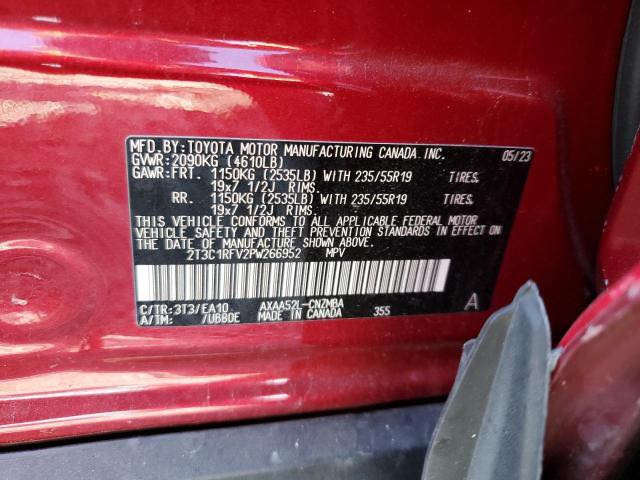 MFD.BY:TOYOTA MOTOR MANUFACTURING CANADA.INC. 05/23
GVWR:2090KG (4610LB)
GAWR:FRT. 1150KG (2535LB) WITH 235/55R19 TIRES.
19x7 1/2J RIMS.
RR. 1150KG (2535LB) WITH 235/55R19 TIRES.
19x7 1/2J RIMS.
THIS VEHICLE CONFORMS TO ALL APPLICABLE FEDERAL MOTOR
VEHICLE SAFETY AND BUMPER STANDARDS IN EFFECT ON
THE DATE OF MANUFACTURE SHOWN ABOVE.
2T3C1RFV2PW266952 MPV
C/TR:3T3/EA10 AXAA52L-CNZMBA A
A/TM: /UB80E MADE IN CANADA 355